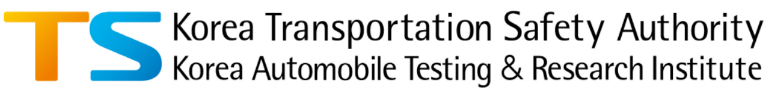 TS Korea Transportation Safety Authority
Korea Automobile Testing & Research Institute